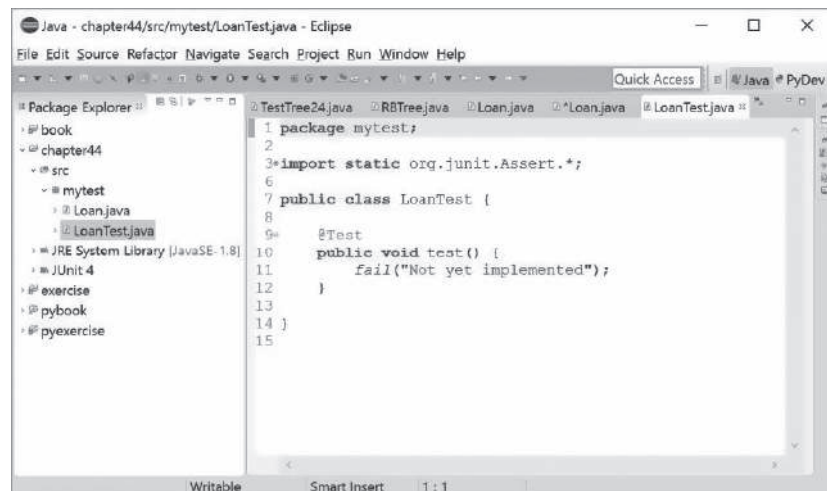 Java - chapter44/src/mytest/LoanTest.java - Eclipse
File Edit Source Refactor Navigate Search Project Run Window Help
Quick Access
Java
PyDev
Package Explorer
book
chapter44
src
mytest
Loan.java
LoanTest.java
JRE System Library [JavaSE-1.8]
JUnit 4
exercise
pybook
pyexercise
TestTree24.java RBTree.java Loan.java *Loan.java LoanTest.java
1 package mytest;
2
3 import static org.junit.Assert.*;
6
7 public class LoanTest {
8
9 @Test
10 public void test() {
11 fail("Not yet implemented");
12 }
13
14 }
15
Writable Smart Insert 1 : 1